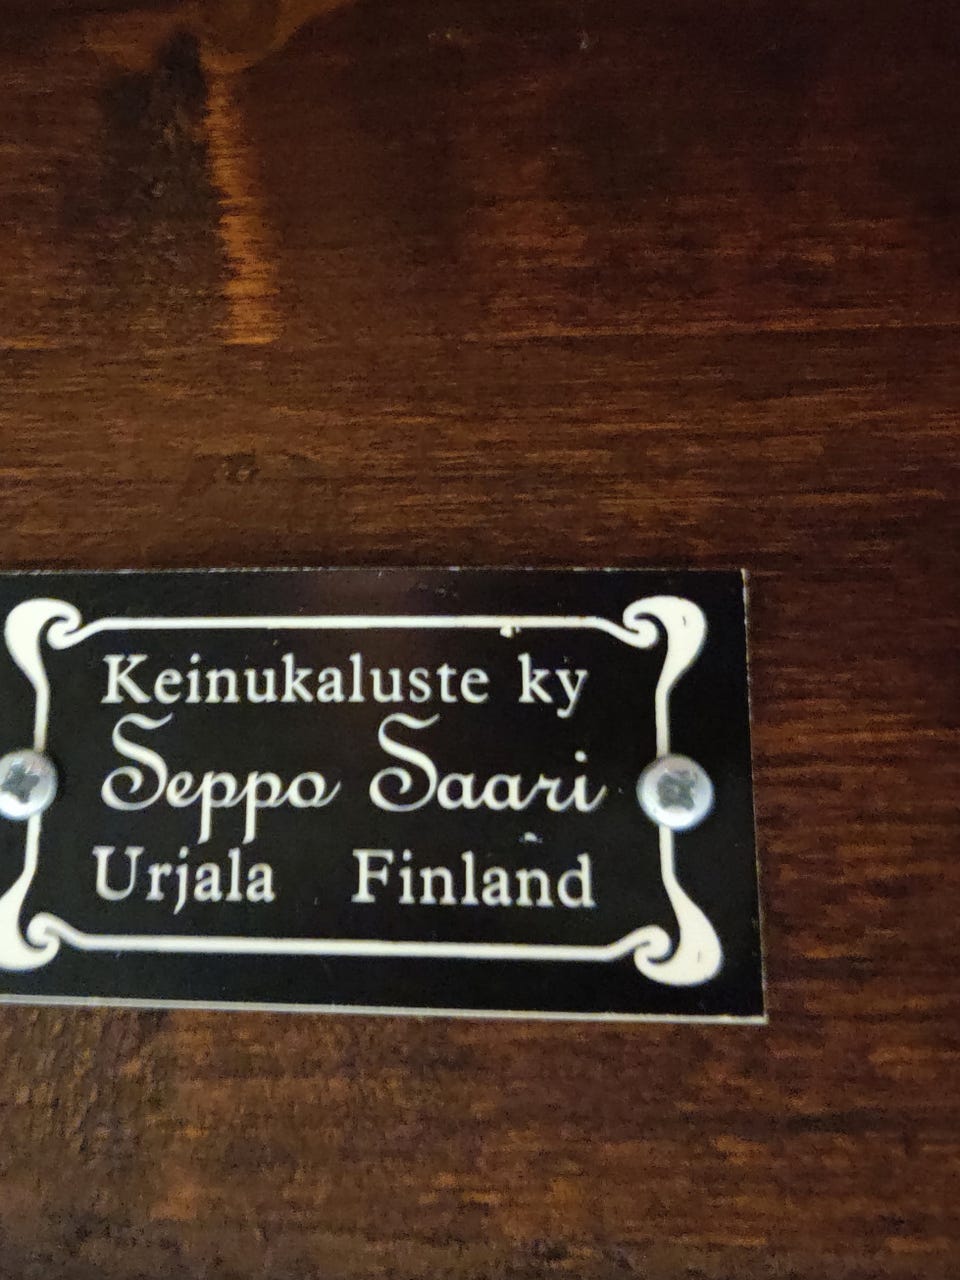 Keinukaluste ky
Seppo Saari
Urjala Finland